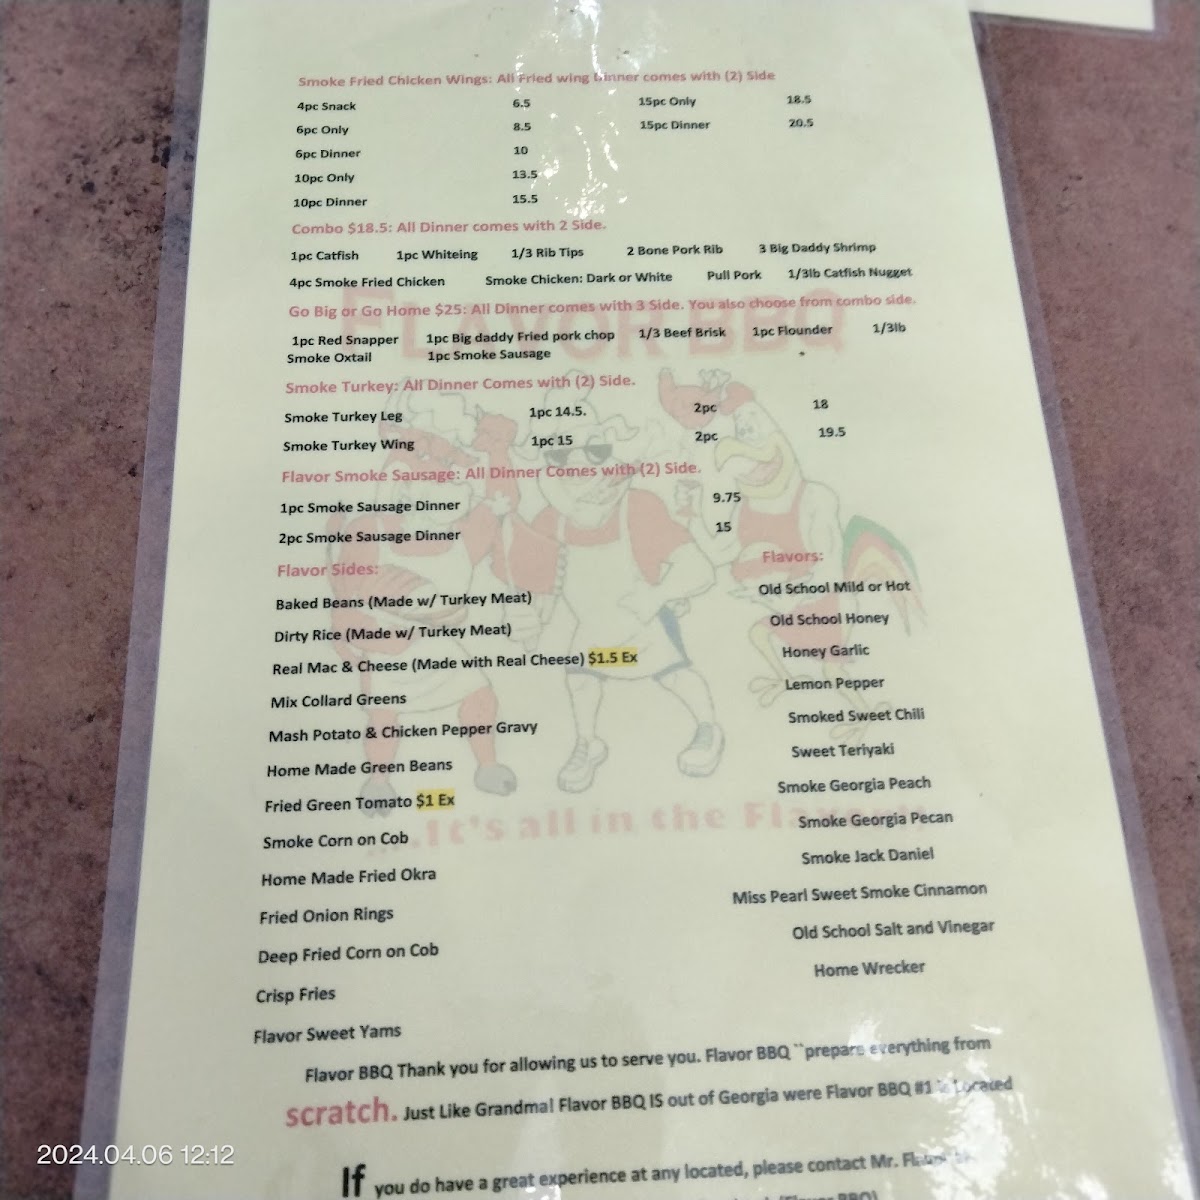 Smoke Fried Chicken Wings: All Fried wing Dinner comes with (2) Side
4pc Snack 6.5 15pc Only 18.5
6pc Only 8.5 15pc Dinner 20.5
6pc Dinner 10
10pc Only 13.5
10pc Dinner 15.5
Combo $18.5: All Dinner comes with 2 Side.
1pc Catfish 1pc Whiteing 1/3 Rib Tips 2 Bone Pork Rib 3 Big Daddy Shrimp
4pc Smoke Fried Chicken Smoke Chicken: Dark or White Pull Pork 1/3lb Catfish Nugget
Go Big or Go Home $25: All Dinner comes with 3 Side. You also choose from combo side.
1pc Red Snapper 1pc Big daddy Fried pork chop 1/3 Beef Brisk 1pc Flounder 1/3lb
Smoke Oxtail 1pc Smoke Sausage
FLAVOR BBQ
Smoke Turkey: All Dinner Comes with (2) Side.
Smoke Turkey Leg 1pc 14.5. 2pc 18
Smoke Turkey Wing 1pc 15 2pc 19.5
Flavor Smoke Sausage: All Dinner Comes with (2) Side.
1pc Smoke Sausage Dinner 9.75
2pc Smoke Sausage Dinner 15
Flavor Sides:
Baked Beans (Made w/ Turkey Meat)
Dirty Rice (Made w/ Turkey Meat)
Real Mac & Cheese (Made with Real Cheese) $1.5 Ex
Mix Collard Greens
Mash Potato & Chicken Pepper Gravy
Home Made Green Beans
Fried Green Tomato $1 Ex
Smoke Corn on Cob
Home Made Fried Okra
Fried Onion Rings
Deep Fried Corn on Cob
Crisp Fries
Flavor Sweet Yams
Flavors:
Old School Mild or Hot
Old School Honey
Honey Garlic
Lemon Pepper
Smoked Sweet Chili
Sweet Teriyaki
Smoke Georgia Peach
Smoke Georgia Pecan
Smoke Jack Daniel
Miss Pearl Sweet Smoke Cinnamon
Old School Salt and Vinegar
Home Wrecker
....It's all in the Flavor
Flavor BBQ Thank you for allowing us to serve you. Flavor BBQ ``prepare everything from
scratch. Just Like Grandma! Flavor BBQ IS out of Georgia were Flavor BBQ #1 is Located
If you do have a great experience at any located, please contact Mr.
2024.04.06 12:12